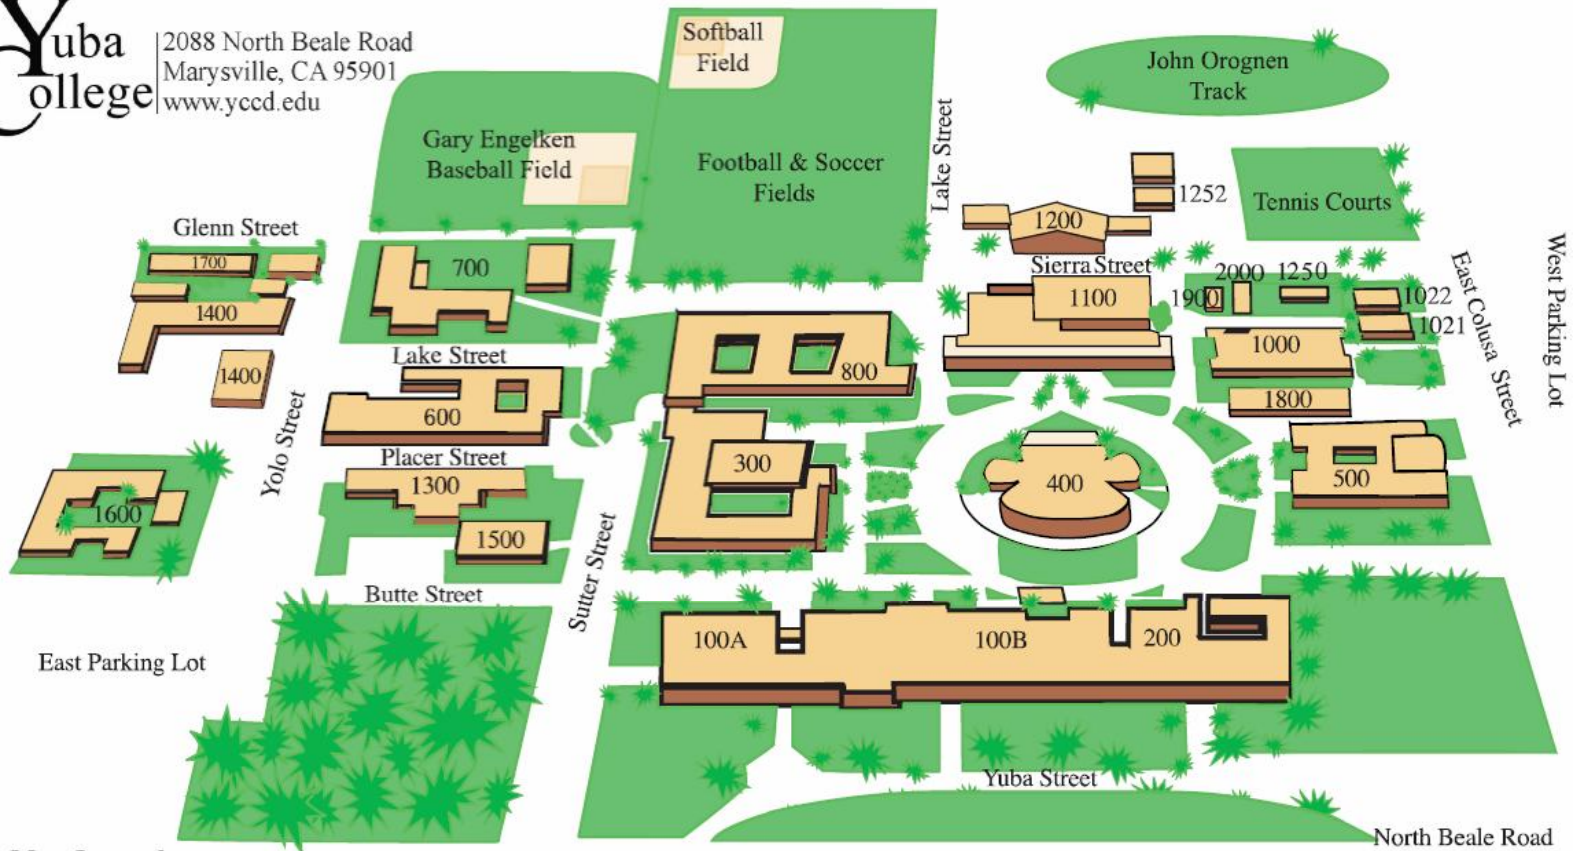 Yuba
College
2088 North Beale Road
Marysville, CA 95901
www.yccd.edu
Softball
Field
John Orognen
Track
Gary Engelken
Baseball Field
Football & Soccer
Fields
Lake Street
1252
Tennis Courts
1200
Glenn Street
1700
700
Sierra Street
2000
1250
1900
1100
1022
1021
East Colusa Street
West Parking Lot
1400
Lake Street
1400
800
1000
1800
600
Yolo Street
Placer Street
1300
300
400
500
1600
1500
Sutter Street
Butte Street
100A
100B
200
East Parking Lot
Yuba Street
North Beale Road